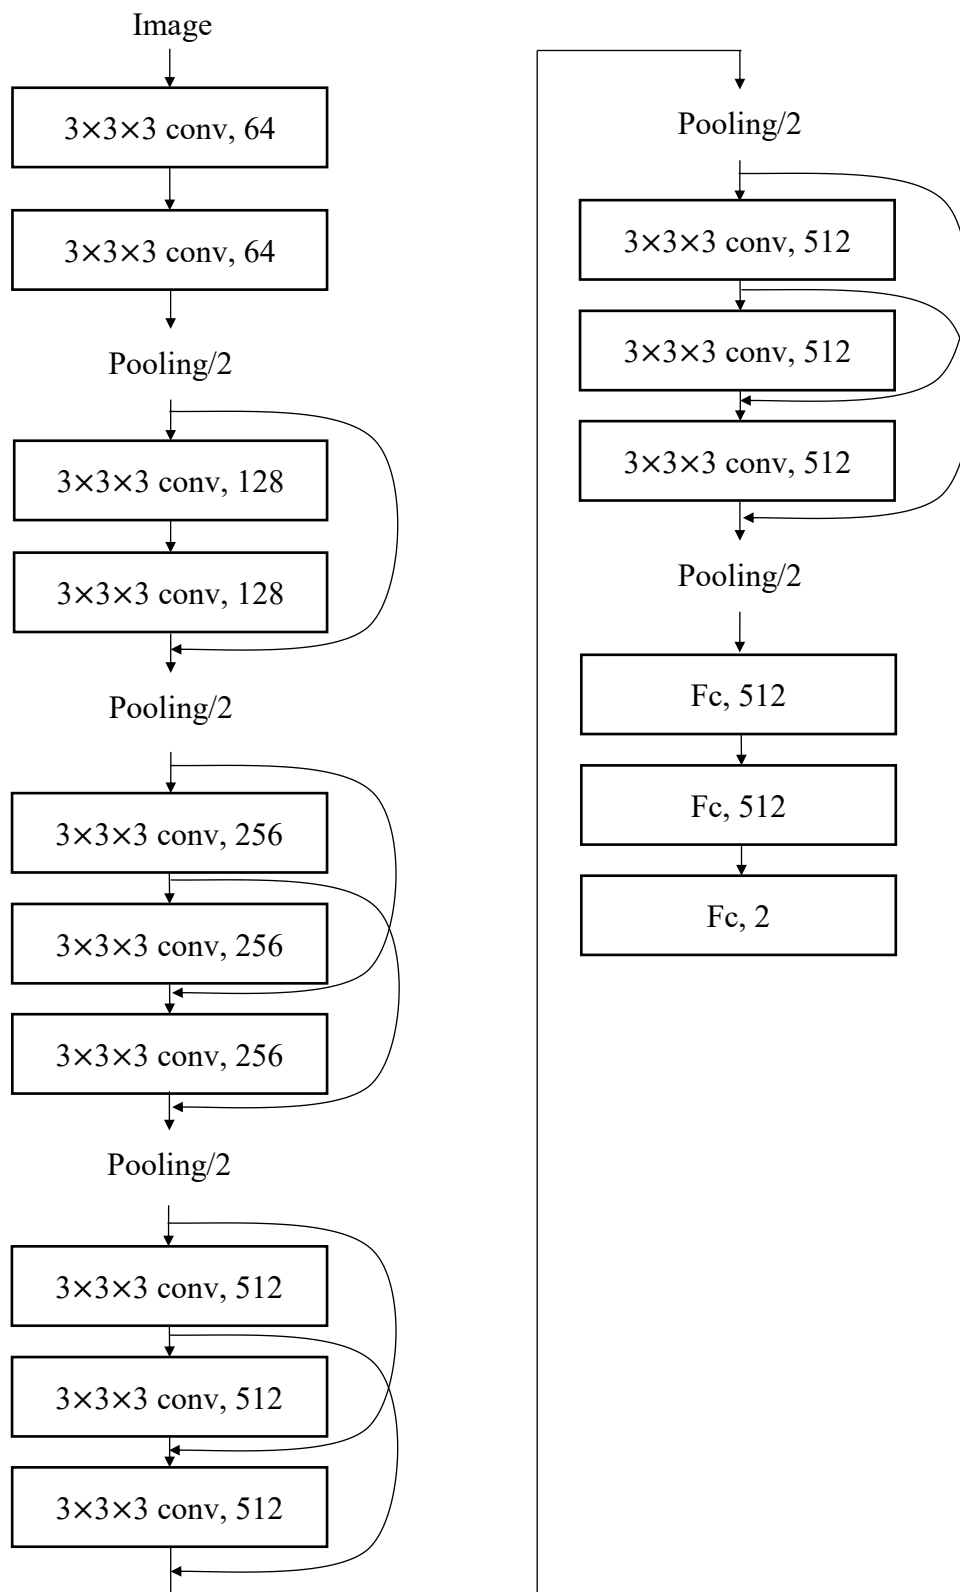 Image
3×3×3 conv, 64
3×3×3 conv, 64
Pooling/2
3×3×3 conv, 128
3×3×3 conv, 128
Pooling/2
3×3×3 conv, 256
3×3×3 conv, 256
3×3×3 conv, 256
Pooling/2
3×3×3 conv, 512
3×3×3 conv, 512
3×3×3 conv, 512
Pooling/2
3×3×3 conv, 512
3×3×3 conv, 512
3×3×3 conv, 512
Pooling/2
Fc, 512
Fc, 512
Fc, 2